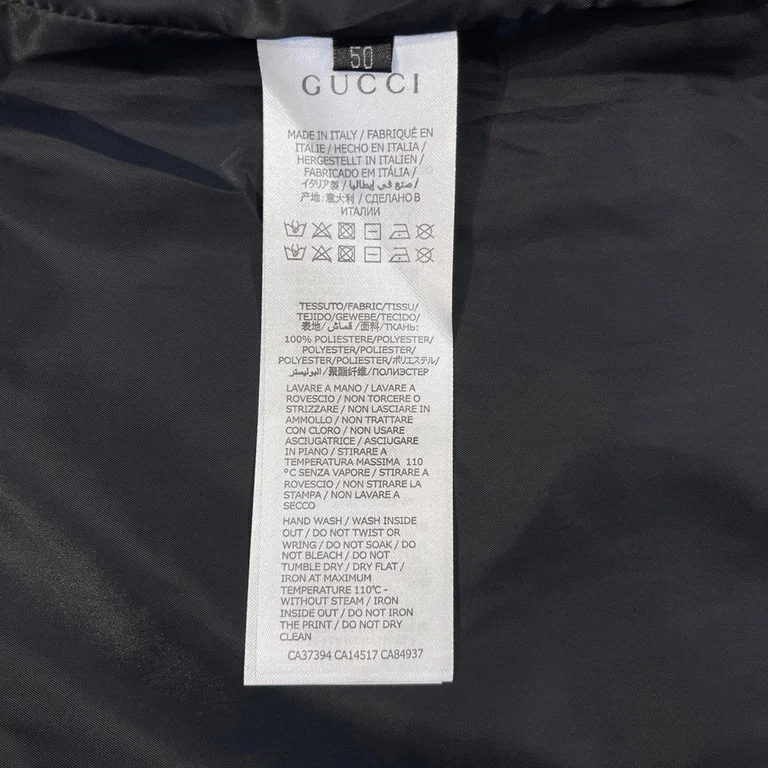 50
GUCCI
MADE IN ITALY / FABRIQUÉ EN
ITALIE / HECHO EN ITALIA /
HERGESTELLT IN ITALIEN /
FABRICADO EM ITÁLIA /
イタリア製 / صنع في إيطاليا /
产地: 意大利 / СДЕЛАНО В
ИТАЛИИ
TESSUTO/FABRIC/TISSU/
TEJIDO/GEWEBE/TECIDO/
表地/قماش/面料/ТКАНЬ:
100% POLIESTERE/POLYESTER/
POLYESTER/POLIESTER/
POLYESTER/POLIESTER/ポリエステル/
البوليستر/聚酯纤维/ПОЛИЭСТЕР
LAVARE A MANO / LAVARE A
ROVESCIO / NON TORCERE O
STRIZZARE / NON LASCIARE IN
AMMOLLO / NON TRATTARE
CON CLORO / NON USARE
ASCIUGATRICE / ASCIUGARE
IN PIANO / STIRARE A
TEMPERATURA MASSIMA 110
°C SENZA VAPORE / STIRARE A
ROVESCIO / NON STIRARE LA
STAMPA / NON LAVARE A
SECCO
HAND WASH / WASH INSIDE
OUT / DO NOT TWIST OR
WRING / DO NOT SOAK / DO
NOT BLEACH / DO NOT
TUMBLE DRY / DRY FLAT /
IRON AT MAXIMUM
TEMPERATURE 110°C -
WITHOUT STEAM / IRON
INSIDE OUT / DO NOT IRON
THE PRINT / DO NOT DRY
CLEAN
CA37394 CA14517 CA84937